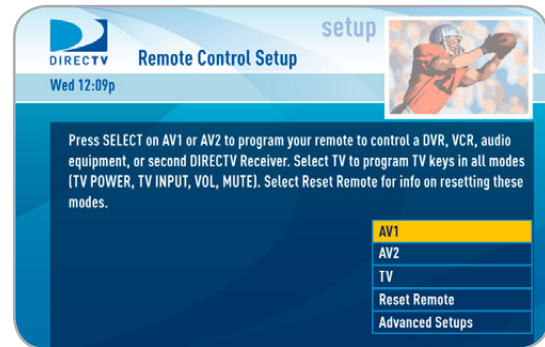 setup
DIRECTV
Remote Control Setup
Wed 12:09p
Press SELECT on AV1 or AV2 to program your remote to control a DVR, VCR, audio
equipment, or second DIRECTV Receiver. Select TV to program TV keys in all modes
(TV POWER, TV INPUT, VOL, MUTE). Select Reset Remote for info on resetting these
modes.
AV1
AV2
TV
Reset Remote
Advanced Setups